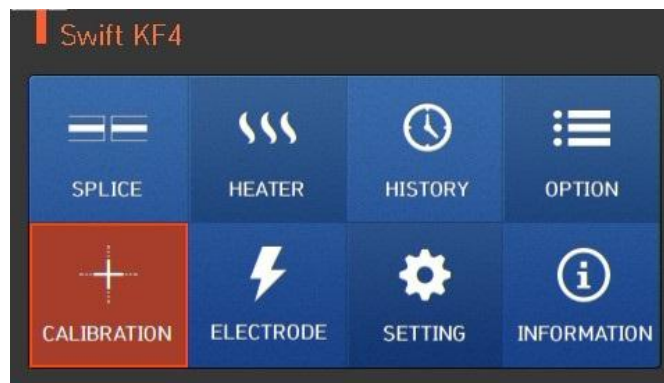 Swift KF4
SPLICE HEATER HISTORY OPTION
CALIBRATION ELECTRODE SETTING INFORMATION